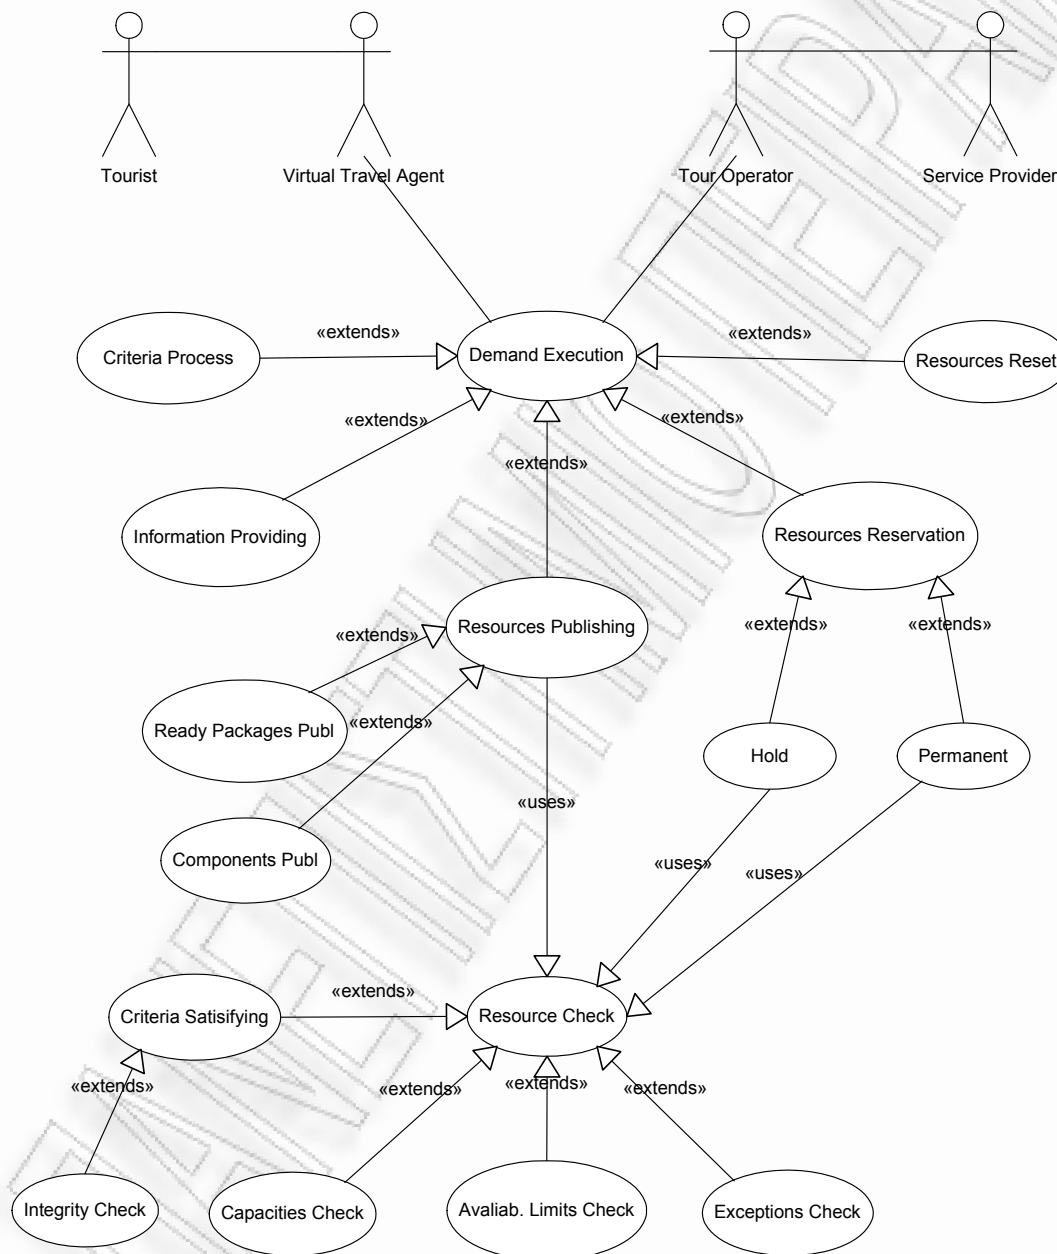 Tourist
Virtual Travel Agent
Tour Operator
Service Provider
«extends»
«extends»
Criteria Process
Demand Execution
Resources Reset
«extends»
«extends»
«extends»
Information Providing
Resources Reservation
«extends»
Resources Publishing
«extends»
«extends»
«extends»
Ready Packages Publ
Hold
Permanent
«uses»
Components Publ
«uses»
«uses»
«extends»
Criteria Satisifying
Resource Check
«extends»
«extends»
«extends»
«extends»
Integrity Check
Capacities Check
Avaliab. Limits Check
Exceptions Check